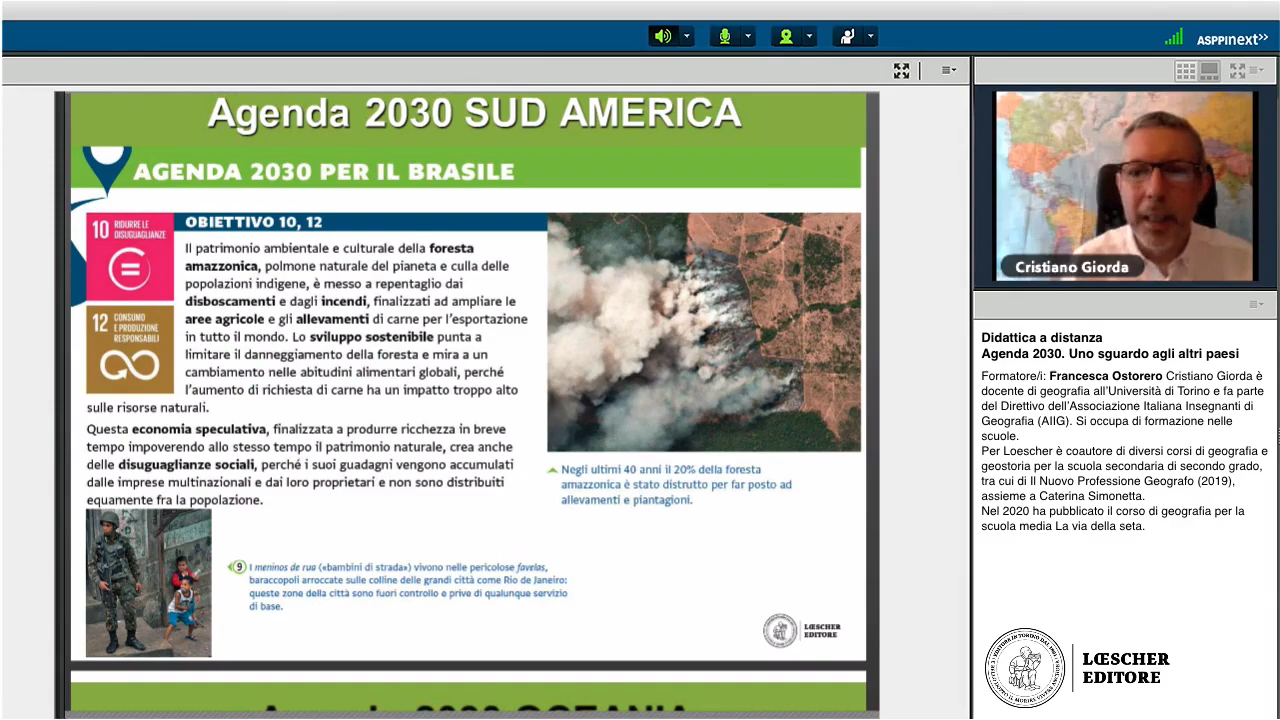 ASPPINext>>
Agenda 2030 SUD AMERICA
AGENDA 2030 PER IL BRASILE
10 RIDURRE LE
DISUGUAGLIANZE
12 CONSUMO
E PRODUZIONE
RESPONSABILI
OBIETTIVO 10, 12
Il patrimonio ambientale e culturale della foresta
amazzonica, polmone naturale del pianeta e culla delle
popolazioni indigene, è messo a repentaglio dai
disboscamenti e dagli incendi, finalizzati ad ampliare le
aree agricole e gli allevamenti di carne per l'esportazione
in tutto il mondo. Lo sviluppo sostenibile punta a
limitare il danneggiamento della foresta e mira a un
cambiamento nelle abitudini alimentari globali, perché
l'aumento di richiesta di carne ha un impatto troppo alto
sulle risorse naturali.
Questa economia speculativa, finalizzata a produrre ricchezza in breve
tempo impoverendo allo stesso tempo il patrimonio naturale, crea anche
delle disuguaglianze sociali, perché i suoi guadagni vengono accumulati
dalle imprese multinazionali e dai loro proprietari e non sono distribuiti
equamente fra la popolazione.
Negli ultimi 40 anni il 20% della foresta
amazzonica è stato distrutto per far posto ad
allevamenti e piantagioni.
9 I meninos de rua («bambini di strada») vivono nelle pericolose favelas,
baraccopoli arroccate sulle colline delle grandi città come Rio de Janeiro:
queste zone della città sono fuori controllo e prive di qualunque servizio
di base.
LŒSCHER
EDITORE
Agenda 2030 OCEANIA
Cristiano Giorda
Didattica a distanza
Agenda 2030. Uno sguardo agli altri paesi
Formatore/i: Francesca Ostorero Cristiano Giorda è
docente di geografia all'Università di Torino e fa parte
del Direttivo dell'Associazione Italiana Insegnanti di
Geografia (AIIG). Si occupa di formazione nelle
scuole.
Per Loescher è coautore di diversi corsi di geografia e
geostoria per la scuola secondaria di secondo grado,
tra cui di Il Nuovo Professione Geografo (2019),
assieme a Caterina Simonetta.
Nel 2020 ha pubblicato il corso di geografia per la
scuola media La via della seta.
LŒSCHER
EDITORE